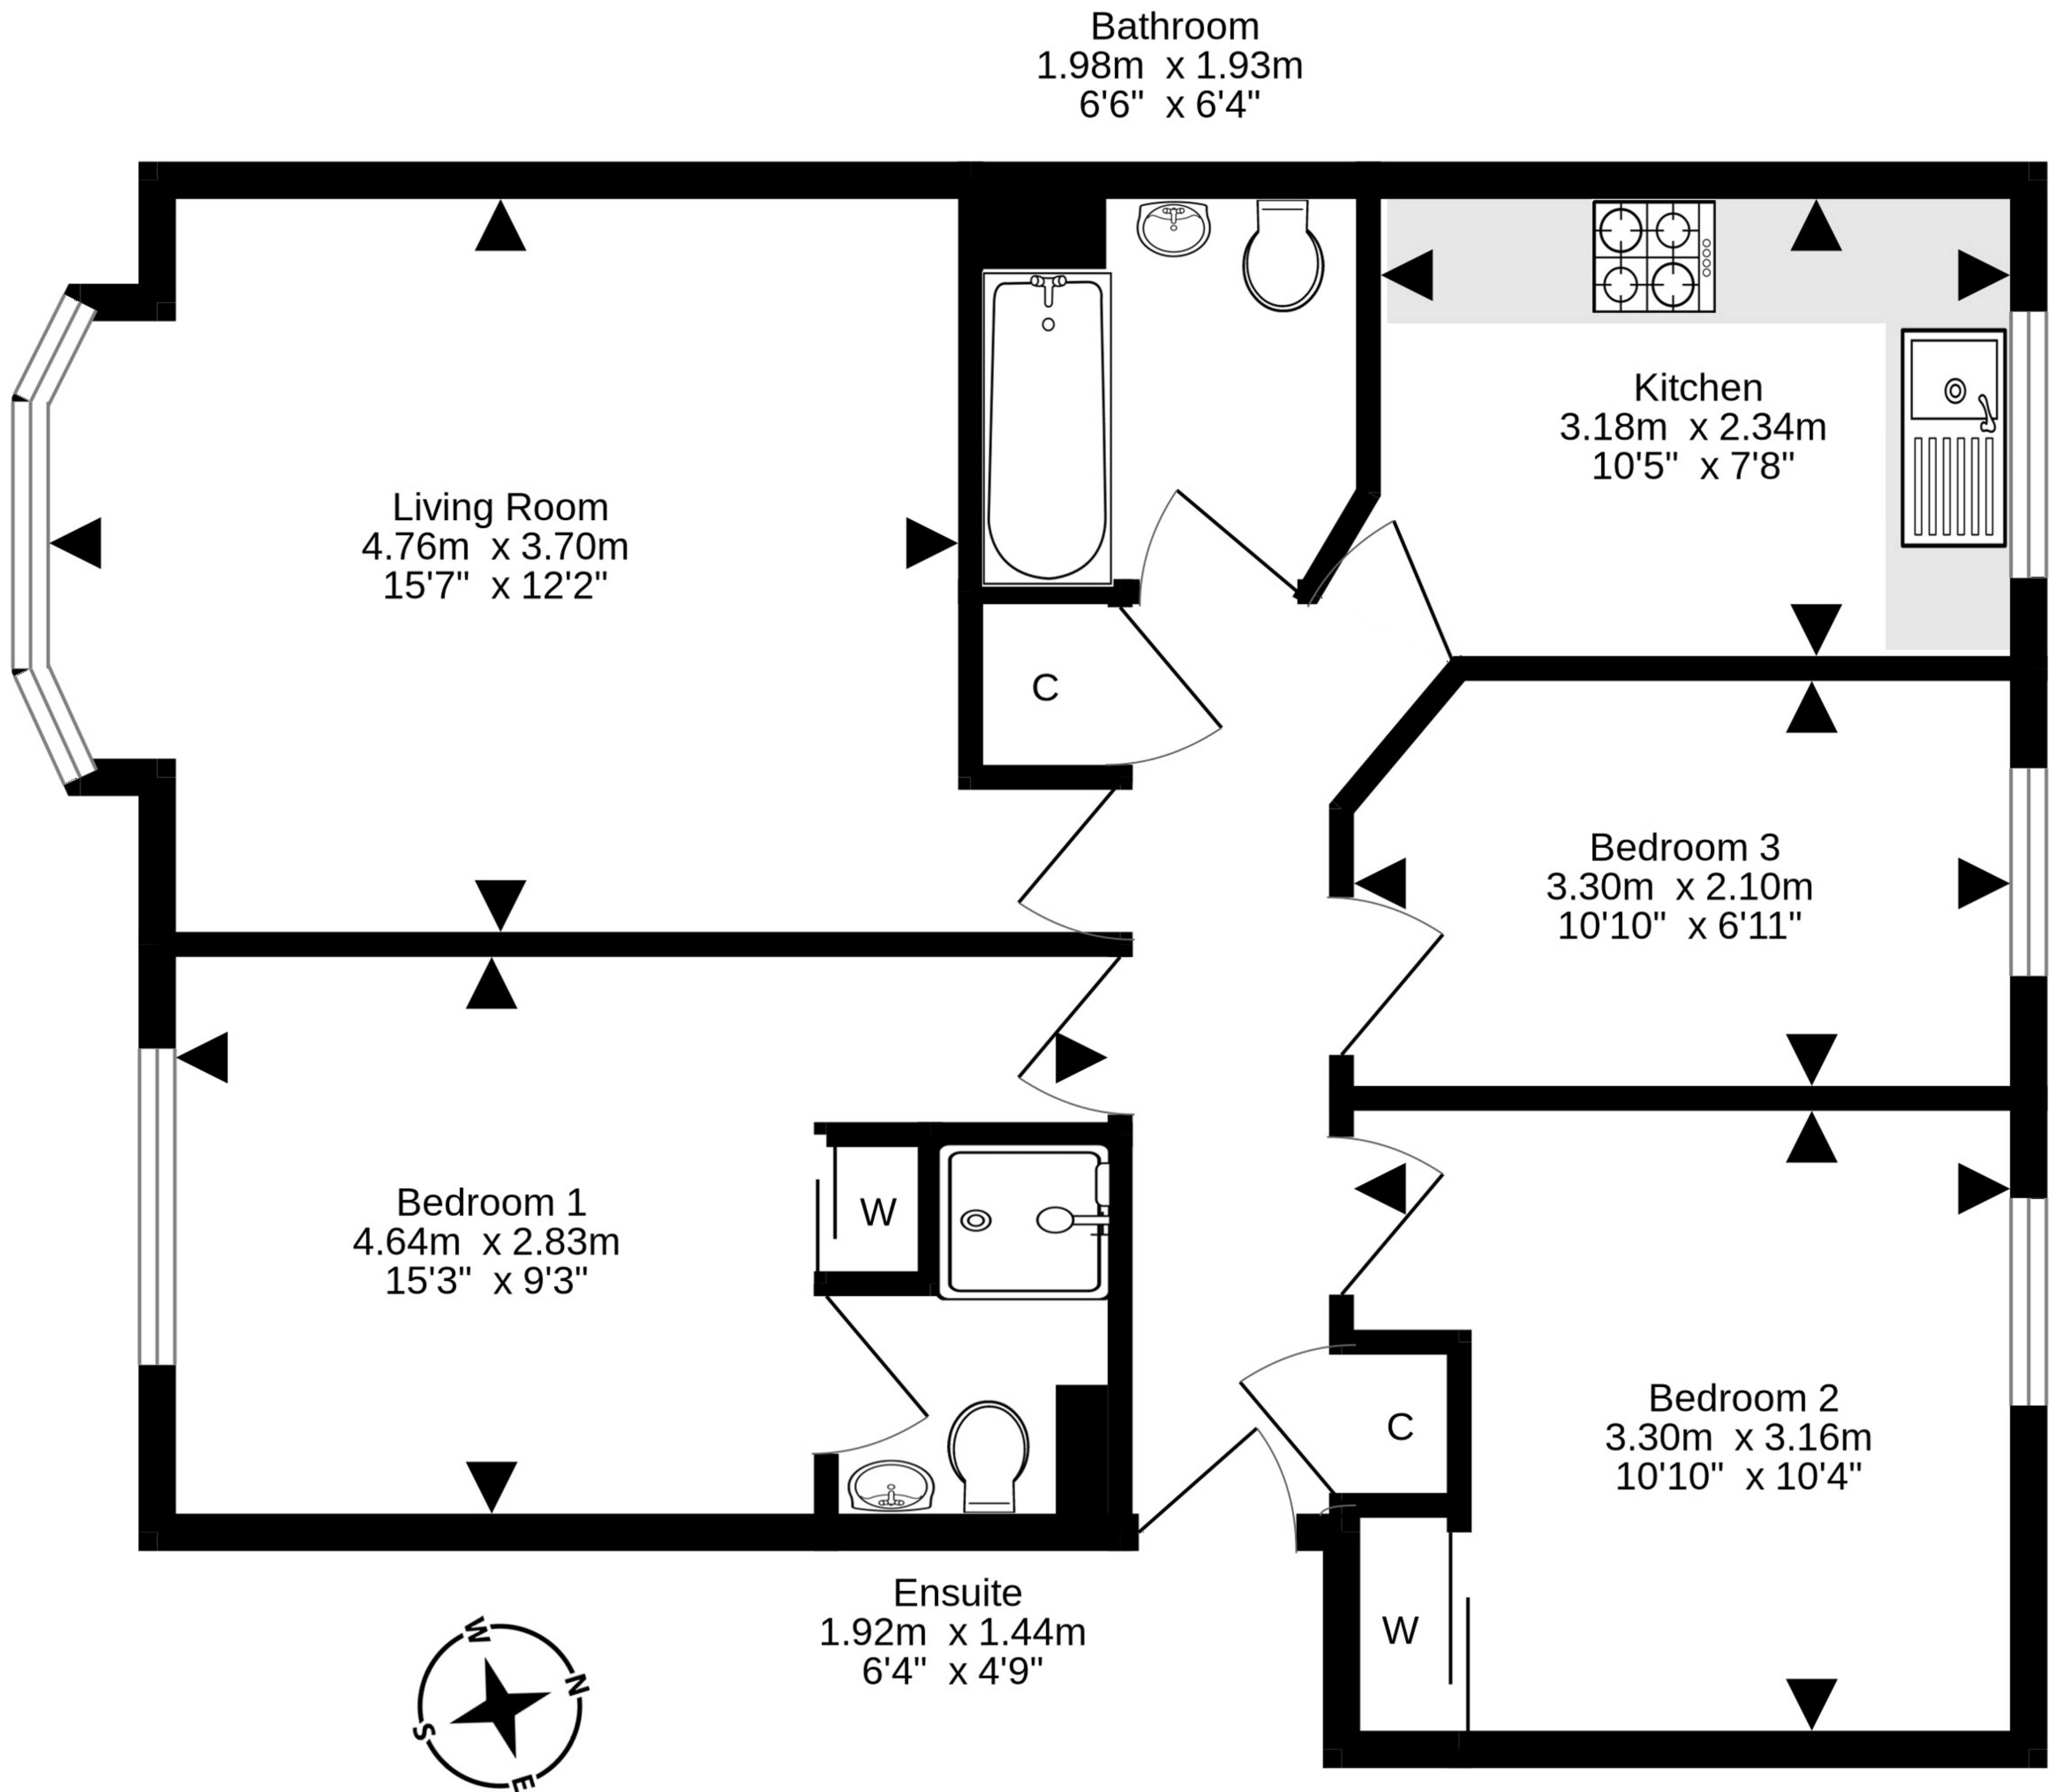 Bathroom
1.98m x 1.93m
6'6" x 6'4"
Kitchen
3.18m x 2.34m
10'5" x 7'8"
Living Room
4.76m x 3.70m
15'7" x 12'2"
C
Bedroom 3
3.30m x 2.10m
10'10" x 6'11"
Bedroom 1
4.64m x 2.83m
15'3" x 9'3"
W
Bedroom 2
3.30m x 3.16m
10'10" x 10'4"
C
W
Ensuite
1.92m x 1.44m
6'4" x 4'9"
W
N
S
E